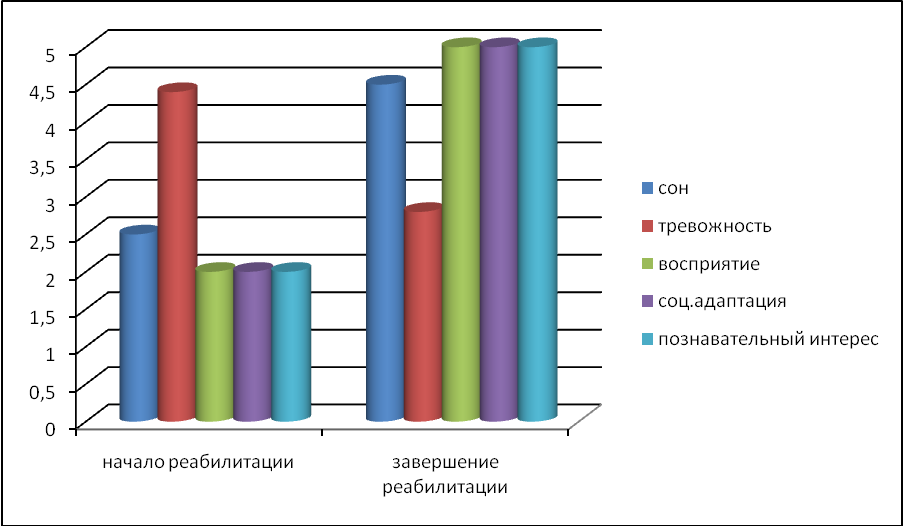 5
4,5
4
3,5
3
2,5
2
1,5
1
0,5
0
начало реабилитации
завершение
реабилитации
сон
тревожность
восприятие
соц.адаптация
познавательный интерес